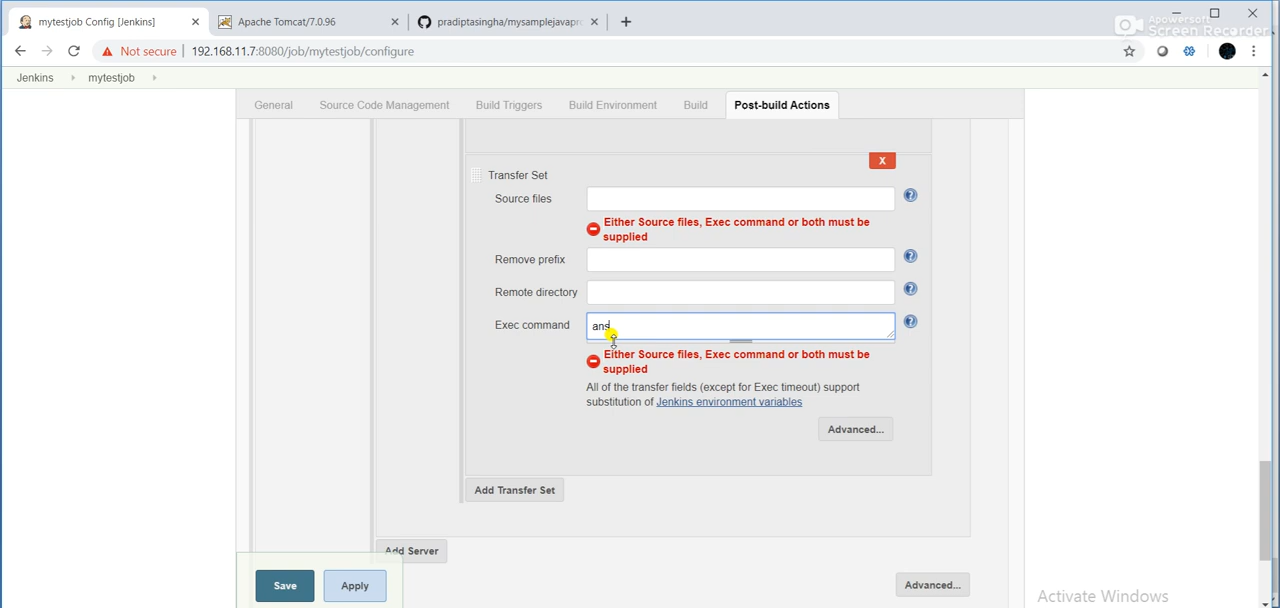 mytestjob Config [Jenkins]
Apache Tomcat/7.0.96
pradiptasingha/mysamplejavapro
Apowersoft
Screen Recorder
Not secure
192.168.11.7:8080/job/mytestjob/configure
Jenkins
mytestjob
General
Source Code Management
Build Triggers
Build Environment
Build
Post-build Actions
X
Transfer Set
Source files
Either Source files, Exec command or both must be
supplied
Remove prefix
Remote directory
Exec command
ans
Either Source files, Exec command or both must be
supplied
All of the transfer fields (except for Exec timeout) support
substitution of Jenkins environment variables
Advanced...
Add Transfer Set
Add Server
Save
Apply
Advanced...
Activate Windows